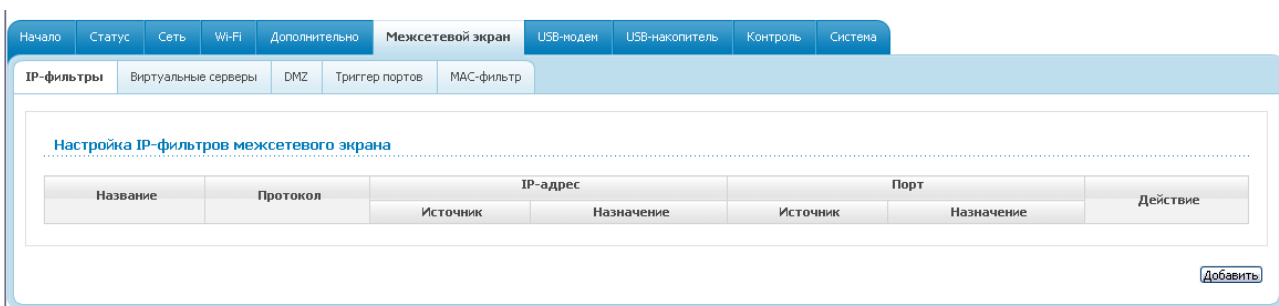 Начало Статус Сеть Wi-Fi Дополнительно Межсетевой экран USB-модем USB-накопитель Контроль Система
IP-фильтры Виртуальные серверы DMZ Триггер портов MAC-фильтр
Настройка IP-фильтров межсетевого экрана
Название Протокол IP-адрес Порт Действие
Источник Назначение Источник Назначение
Добавить